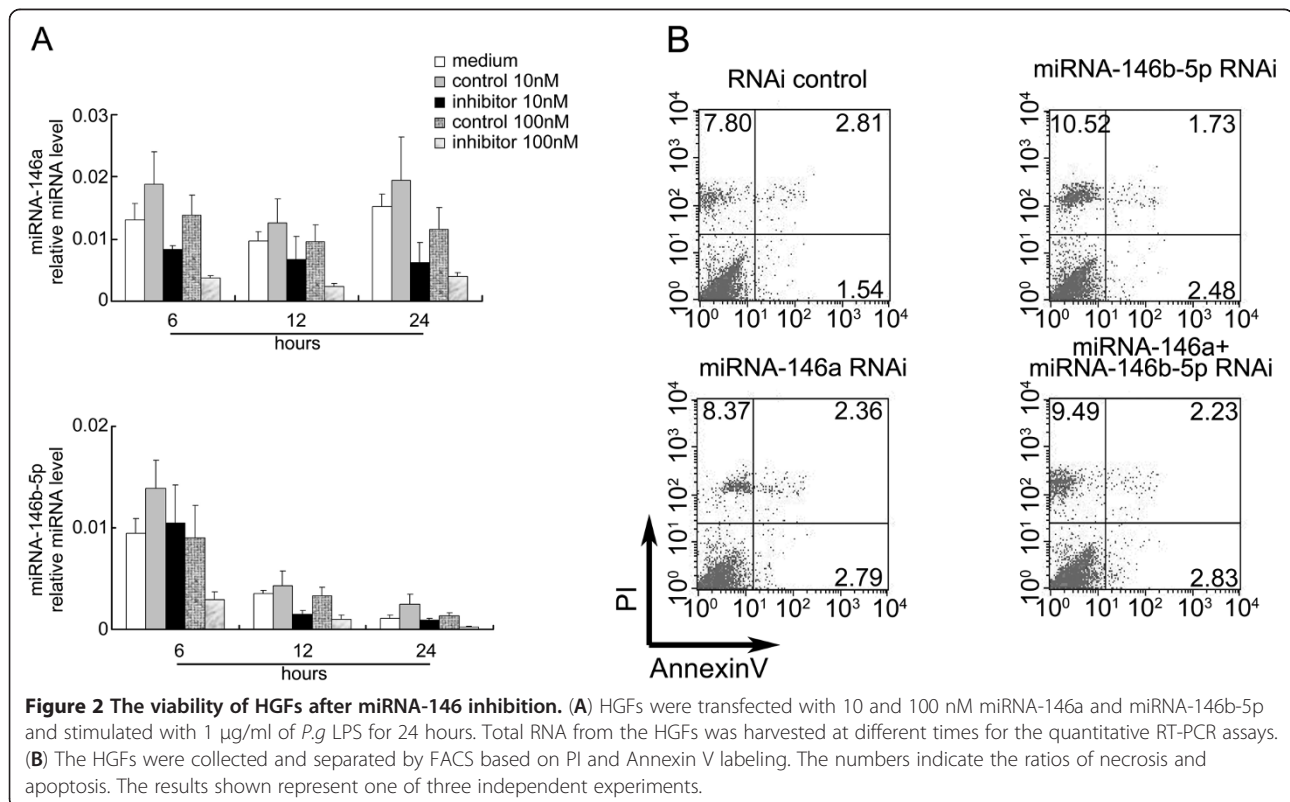 A
medium
control 10nM
inhibitor 10nM
control 100nM
inhibitor 100nM
miRNA-146a
relative miRNA level
0.03
0.02
0.01
0
6 12 24
hours
miRNA-146b-5p
relative miRNA level
0.02
0.01
0
6 12 24
hours
B
RNAi control
10⁴
10³
10²
10¹
10⁰
7.80 2.81
1.54
10⁰ 10¹ 10² 10³ 10⁴
miRNA-146b-5p RNAi
10⁴
10³
10²
10¹
10⁰
10.52 1.73
2.48
10⁰ 10¹ 10² 10³ 10⁴
miRNA-146a RNAi
10⁴
10³
10²
10¹
10⁰
8.37 2.36
2.79
10⁰ 10¹ 10² 10³ 10⁴
miRNA-146a+
miRNA-146b-5p RNAi
10⁴
10³
10²
10¹
10⁰
9.49 2.23
2.83
10⁰ 10¹ 10² 10³ 10⁴
PI
AnnexinV
Figure 2 The viability of HGFs after miRNA-146 inhibition. (A) HGFs were transfected with 10 and 100 nM miRNA-146a and miRNA-146b-5p
and stimulated with 1 μg/ml of P.g LPS for 24 hours. Total RNA from the HGFs was harvested at different times for the quantitative RT-PCR assays.
(B) The HGFs were collected and separated by FACS based on PI and Annexin V labeling. The numbers indicate the ratios of necrosis and
apoptosis. The results shown represent one of three independent experiments.